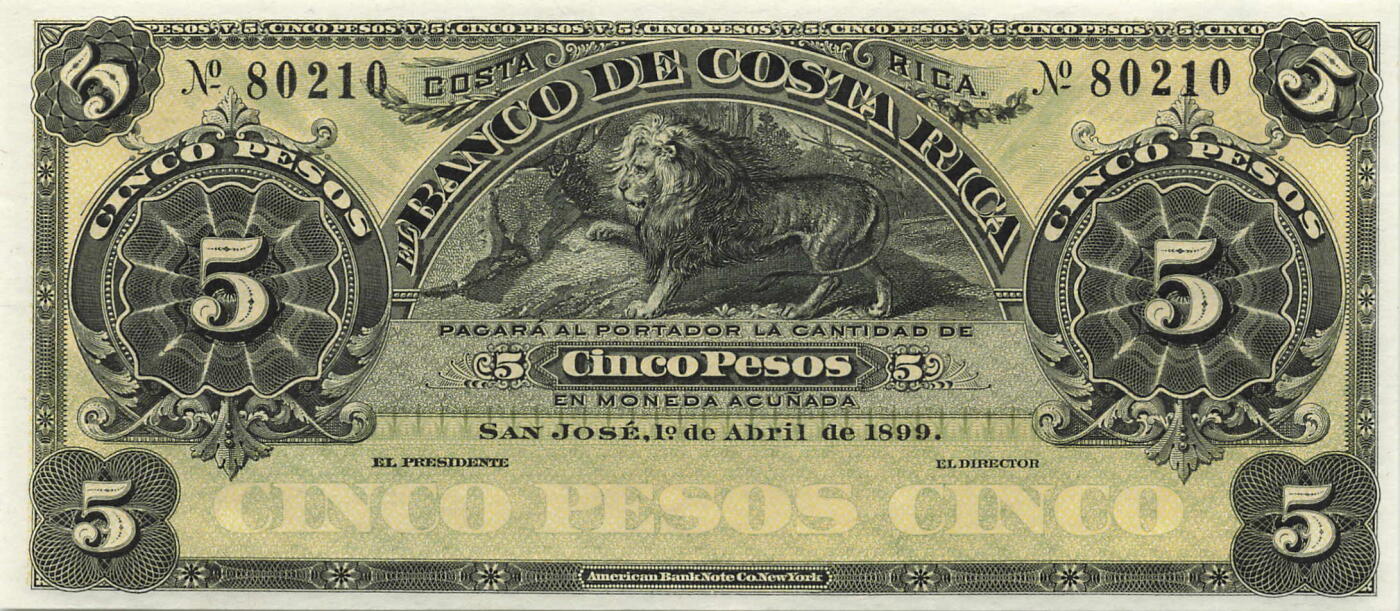 PESOS V. 5 CINCO PESOS V. 5 CINCO PESOS V. 5 CINCO PESOS V. 5 CINCO PESOS V. 5 CINCO PESOS V. 5 CINCO
5 5
Nº 80210 COSTA RICA. Nº 80210
EL BANCO DE COSTA RICA
CINCO PESOS CINCO PESOS
5 5
PAGARÁ AL PORTADOR LA CANTIDAD DE
5 Cinco Pesos 5
EN MONEDA ACUÑADA
SAN JOSÉ, 1º de Abril de 1899.
EL PRESIDENTE EL DIRECTOR
5 CINCO PESOS CINCO 5
American Bank Note Co. New York